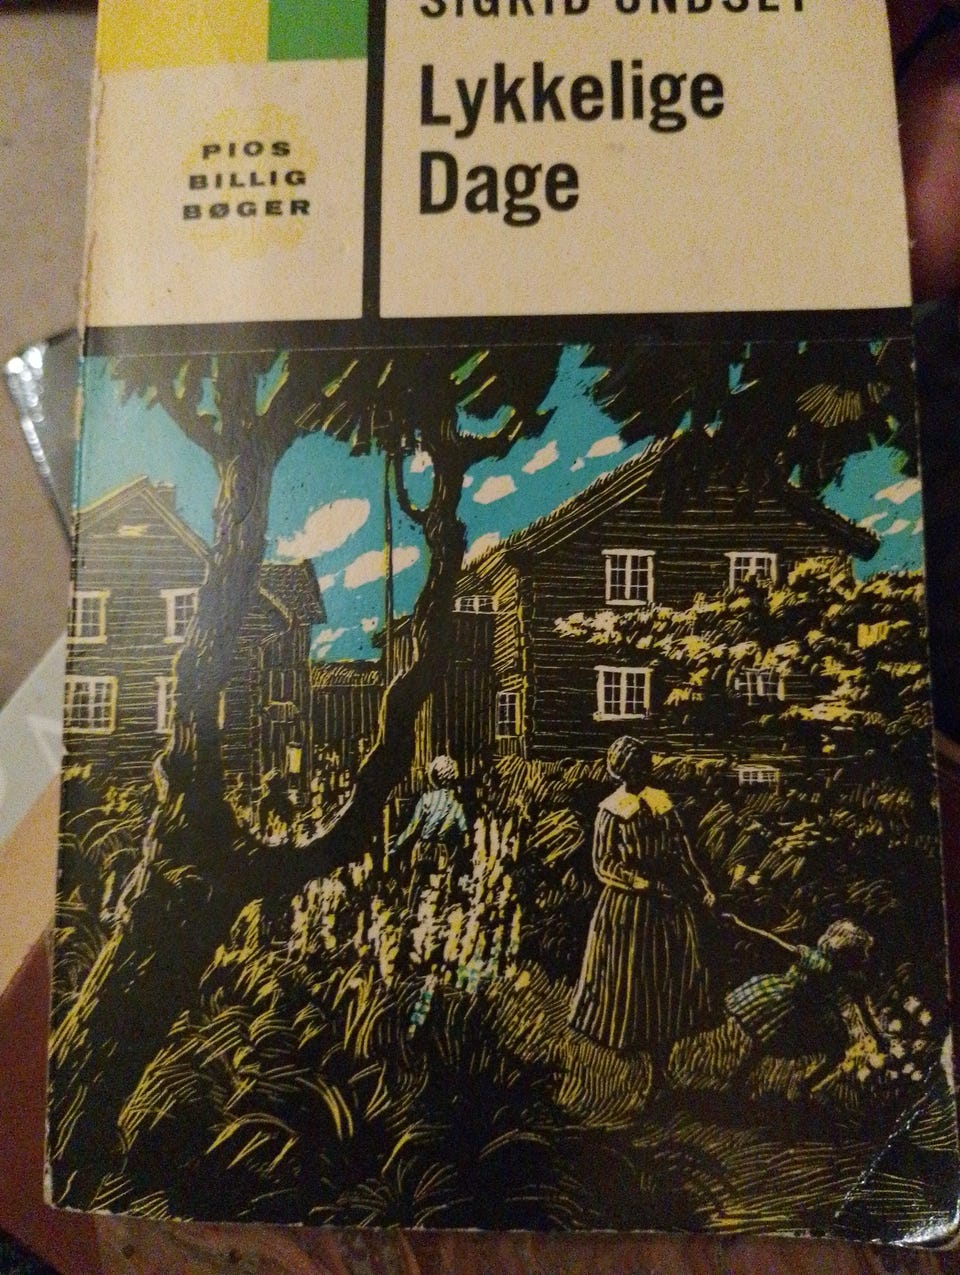 SIGRID UNDSET
Lykkelige
Dage
PIOS
BILLIG
BØGER